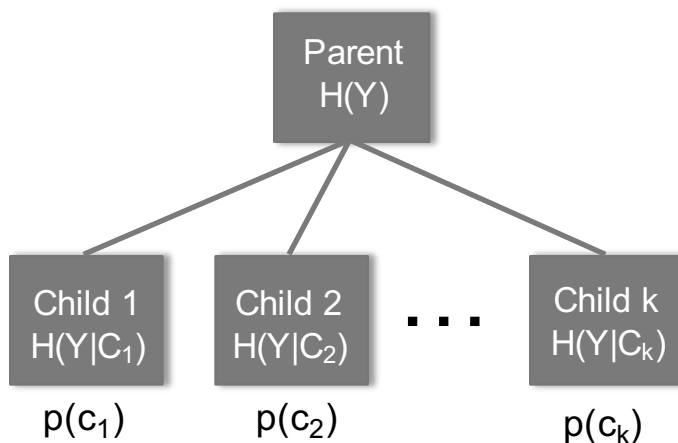 Parent
H(Y)
Child 1
H(Y|C₁)
Child 2
H(Y|C₂)
. . .
Child k
H(Y|Cₖ)
p(c₁)
p(c₂)
p(cₖ)